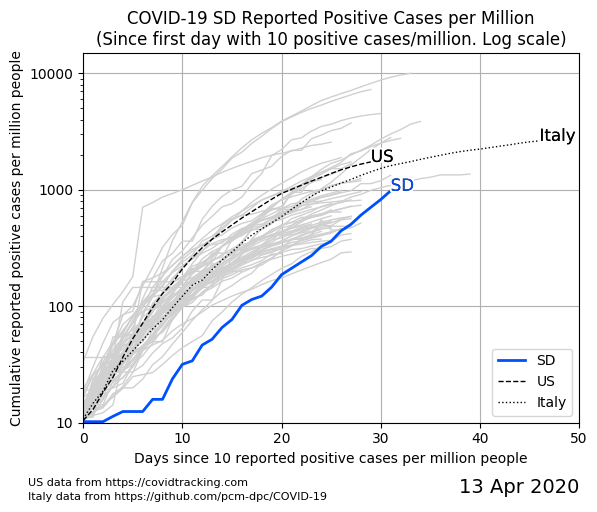 COVID-19 SD Reported Positive Cases per Million
(Since first day with 10 positive cases/million. Log scale)
Cumulative reported positive cases per million people
10000
1000
100
10
Italy
US
SD
SD
US
Italy
0
10
20
30
40
50
Days since 10 reported positive cases per million people
US data from https://covidtracking.com
Italy data from https://github.com/pcm-dpc/COVID-19
13 Apr 2020